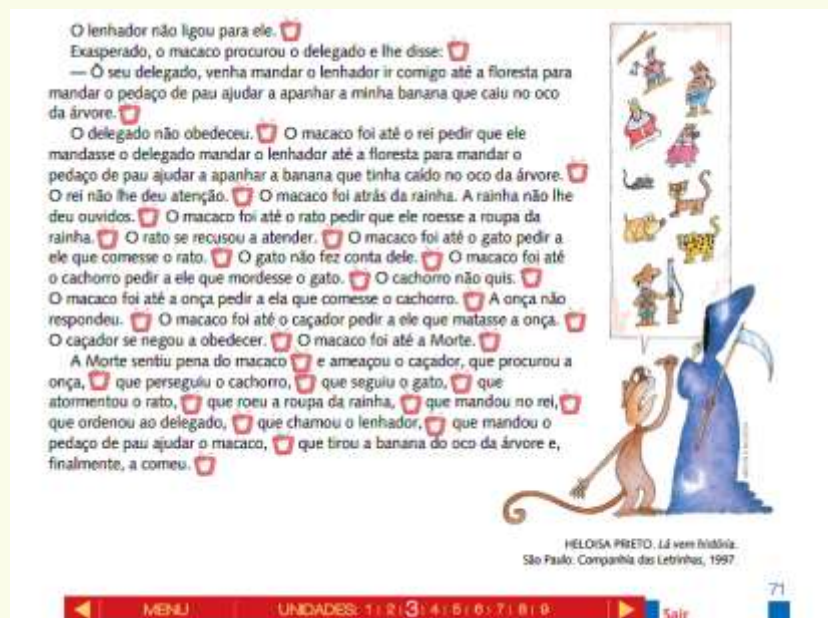 O lenhador não ligou para ele.
Exasperado, o macaco procurou o delegado e lhe disse:
— Ô seu delegado, venha mandar o lenhador ir comigo até a floresta para
mandar o pedaço de pau ajudar a apanhar a minha banana que caiu no oco
da árvore.
O delegado não obedeceu. O macaco foi até o rei pedir que ele
mandasse o delegado mandar o lenhador até a floresta para mandar o
pedaço de pau ajudar a apanhar a banana que tinha caído no oco da árvore.
O rei não lhe deu atenção. O macaco foi atrás da rainha. A rainha não lhe
deu ouvidos. O macaco foi até o rato pedir que ele roesse a roupa da
rainha. O rato se recusou a atender. O macaco foi até o gato pedir a
ele que comesse o rato. O gato não fez conta dele. O macaco foi até
o cachorro pedir a ele que mordesse o gato. O cachorro não quis.
O macaco foi até a onça pedir a ela que comesse o cachorro. A onça não
respondeu. O macaco foi até o caçador pedir a ele que matasse a onça.
O caçador se negou a obedecer. O macaco foi até a Morte.
A Morte sentiu pena do macaco e ameaçou o caçador, que procurou a
onça, que perseguiu o cachorro, que seguiu o gato, que
atormentou o rato, que roeu a roupa da rainha, que mandou no rei,
que ordenou ao delegado, que chamou o lenhador, que mandou o
pedaço de pau ajudar o macaco, que tirou a banana do oco da árvore e,
finalmente, a comeu.
HELOISA PRIETO. Lá vem história.
São Paulo: Companhia das Letrinhas, 1997.
71
MENU UNIDADES: 1 2 3 4 5 6 7 8 9 Sair